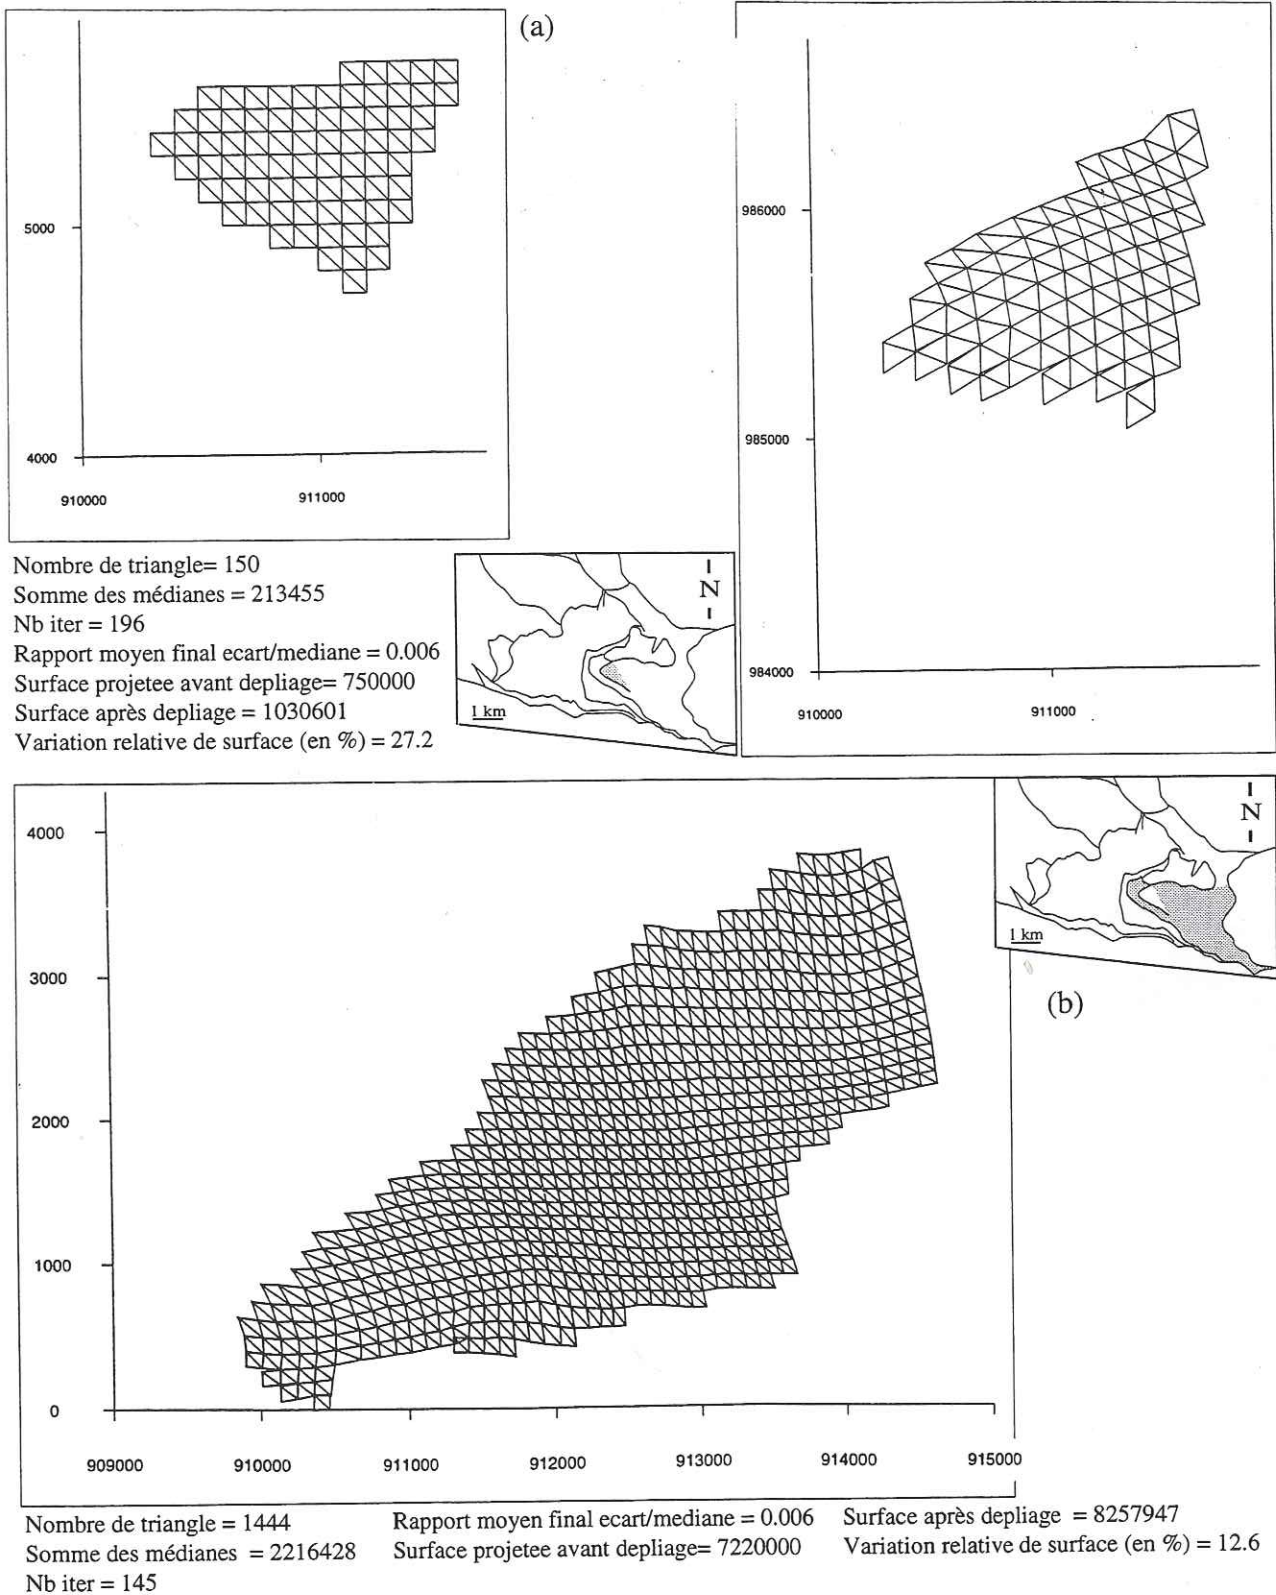 (a)
5000
4000
910000
911000
986000
985000
984000
910000
911000
Nombre de triangle= 150
Somme des médianes = 213455
Nb iter = 196
Rapport moyen final ecart/mediane = 0.006
Surface projetee avant depliage= 750000
Surface après depliage = 1030601
Variation relative de surface (en %) = 27.2
N
1 km
4000
3000
2000
1000
0
909000
910000
911000
912000
913000
914000
915000
N
1 km
(b)
Nombre de triangle = 1444
Somme des médianes = 2216428
Nb iter = 145
Rapport moyen final ecart/mediane = 0.006
Surface projetee avant depliage= 7220000
Surface après depliage = 8257947
Variation relative de surface (en %) = 12.6